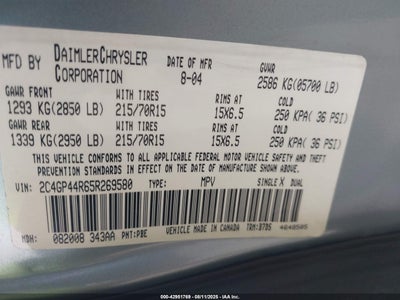 MFD BY DAIMLERCHRYSLER CORPORATION DATE OF MFR 8-04 GVWR 2586 KG(05700 LB)
GAWR FRONT WITH TIRES RIMS AT COLD
1293 KG(2850 LB) 215/70R15 15X6.5 250 KPA( 36 PSI)
GAWR REAR WITH TIRES RIMS AT COLD
1339 KG(2950 LB) 215/70R15 15X6.5 250 KPA( 36 PSI)
THIS VEHICLE CONFORMS TO ALL APPLICABLE FEDERAL MOTOR VEHICLE SAFETY,
BUMPER, AND THEFT PREVENTION STANDARDS IN EFFECT ON THE DATE OF MFR SHOWN ABOVE.
VIN: 2C4GP44R65R269580 TYPE: MPV SINGLE X DUAL
VEHICLE MADE IN CANADA 4648505
MDH: 082008 343AA PNT: PBE TRM: B7D5
000-42951769 08/11/2025 - IAA